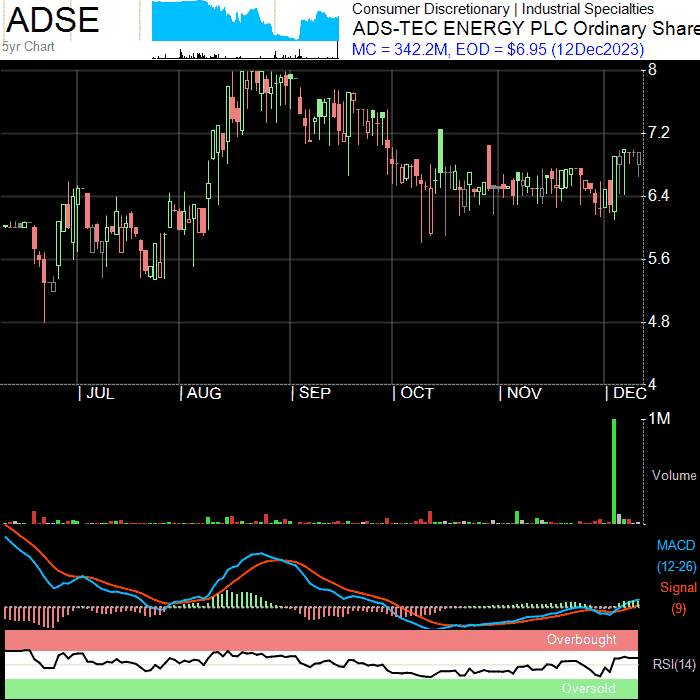 ADSE
5yr Chart
Consumer Discretionary | Industrial Specialties
ADS-TEC ENERGY PLC Ordinary Share
MC = 342.2M, EOD = $6.95 (12Dec2023)
8
7.2
6.4
5.6
4.8
4
| JUL | AUG | SEP | OCT | NOV | DEC
1M
Volume
MACD
(12-26)
Signal
(9)
Overbought
RSI(14)
Oversold